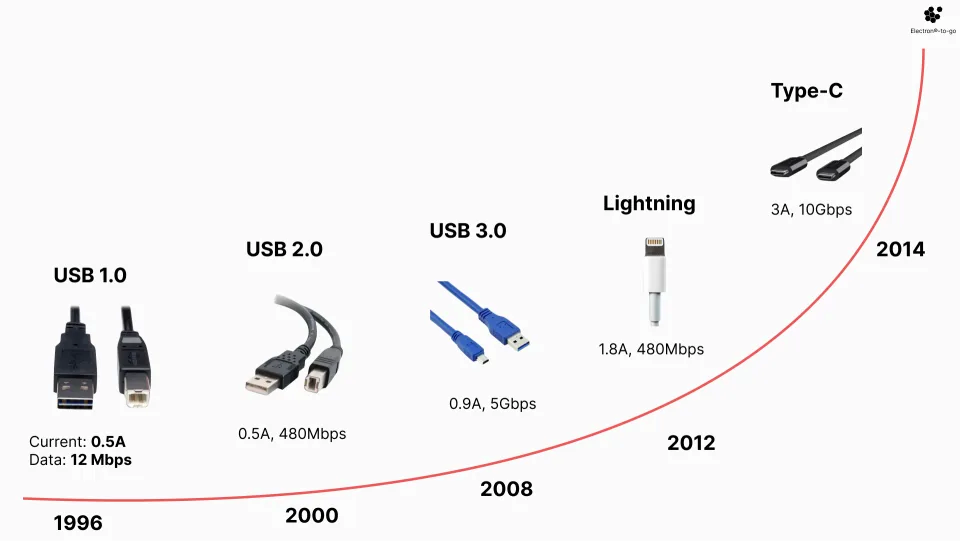 Electron®-to-go
Type-C
3A, 10Gbps
2014
Lightning
1.8A, 480Mbps
2012
USB 3.0
0.9A, 5Gbps
2008
USB 2.0
0.5A, 480Mbps
2000
USB 1.0
Current: 0.5A
Data: 12 Mbps
1996